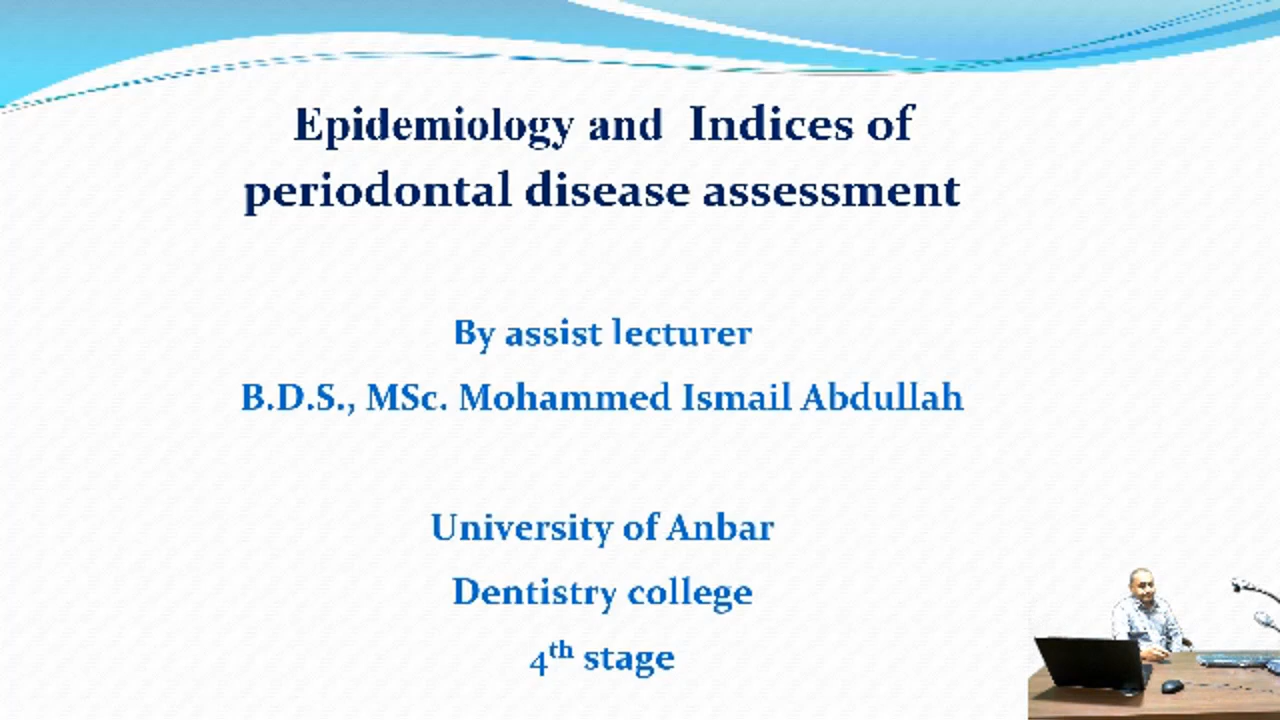 Epidemiology and Indices of
periodontal disease assessment
By assist lecturer
B.D.S., MSc. Mohammed Ismail Abdullah
University of Anbar
Dentistry college
4th stage